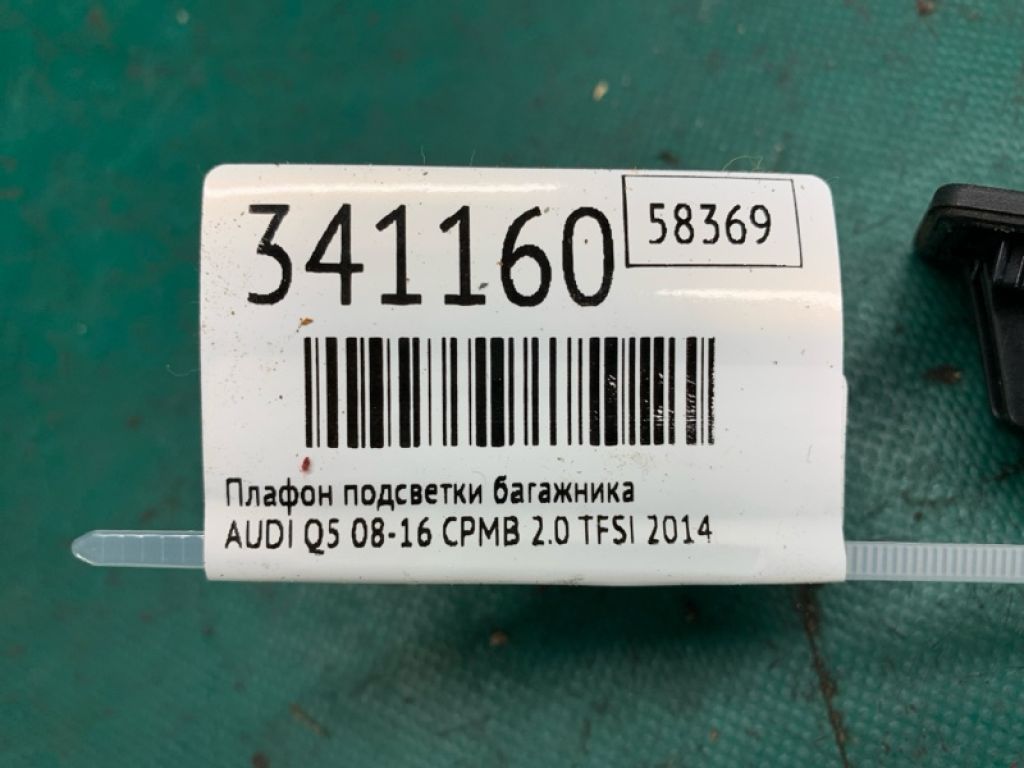 341160
58369
Плафон подсветки багажника
AUDI Q5 08-16 CPMB 2.0 TFSI 2014